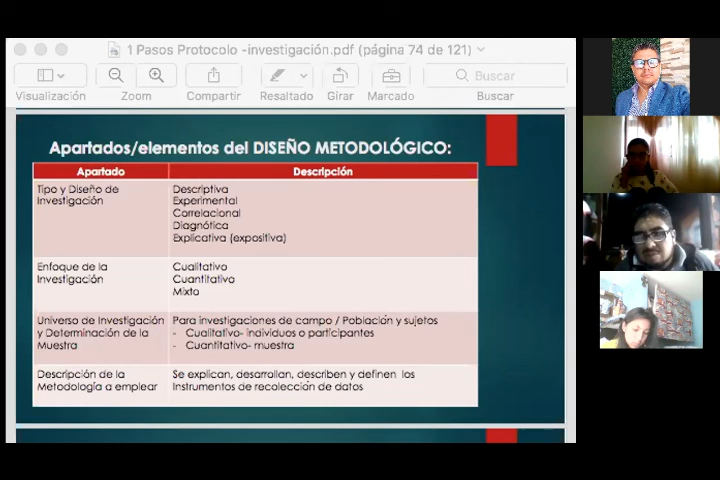 1 Pasos Protocolo -investigación.pdf (página 74 de 121)
Visualización
Zoom
Compartir
Resaltado
Girar
Marcado
Buscar
Buscar
Apartados/elementos del DISEÑO METODOLÓGICO:
Apartado Descripción
Tipo y Diseño de Investigación
Descriptiva
Experimental
Correlacional
Diagnóstica
Explicativa (expositiva)
Enfoque de la
Investigación
Cualitativo
Cuantitativo
Mixto
Universo de Investigación
y Determinación de la
Muestra
Para investigaciones de campo / Población y sujetos
- Cualitativo- individuos o participantes
- Cuantitativo- muestra
Descripción de la
Metodología a emplear
Se explican, desarrollan, describen y definen los
Instrumentos de recolección de datos